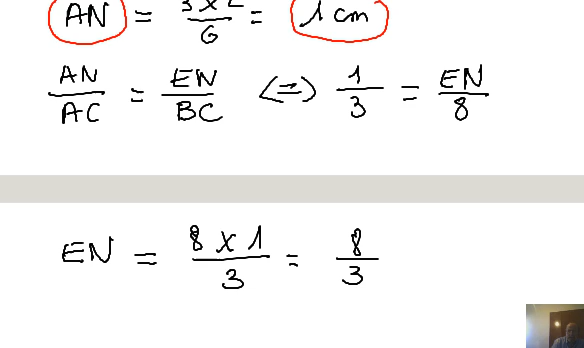 AN = 3 x 2 / 6 = 1 cm
AN / AC = EN / BC <=> 1 / 3 = EN / 8
EN = 8 x 1 / 3 = 8 / 3